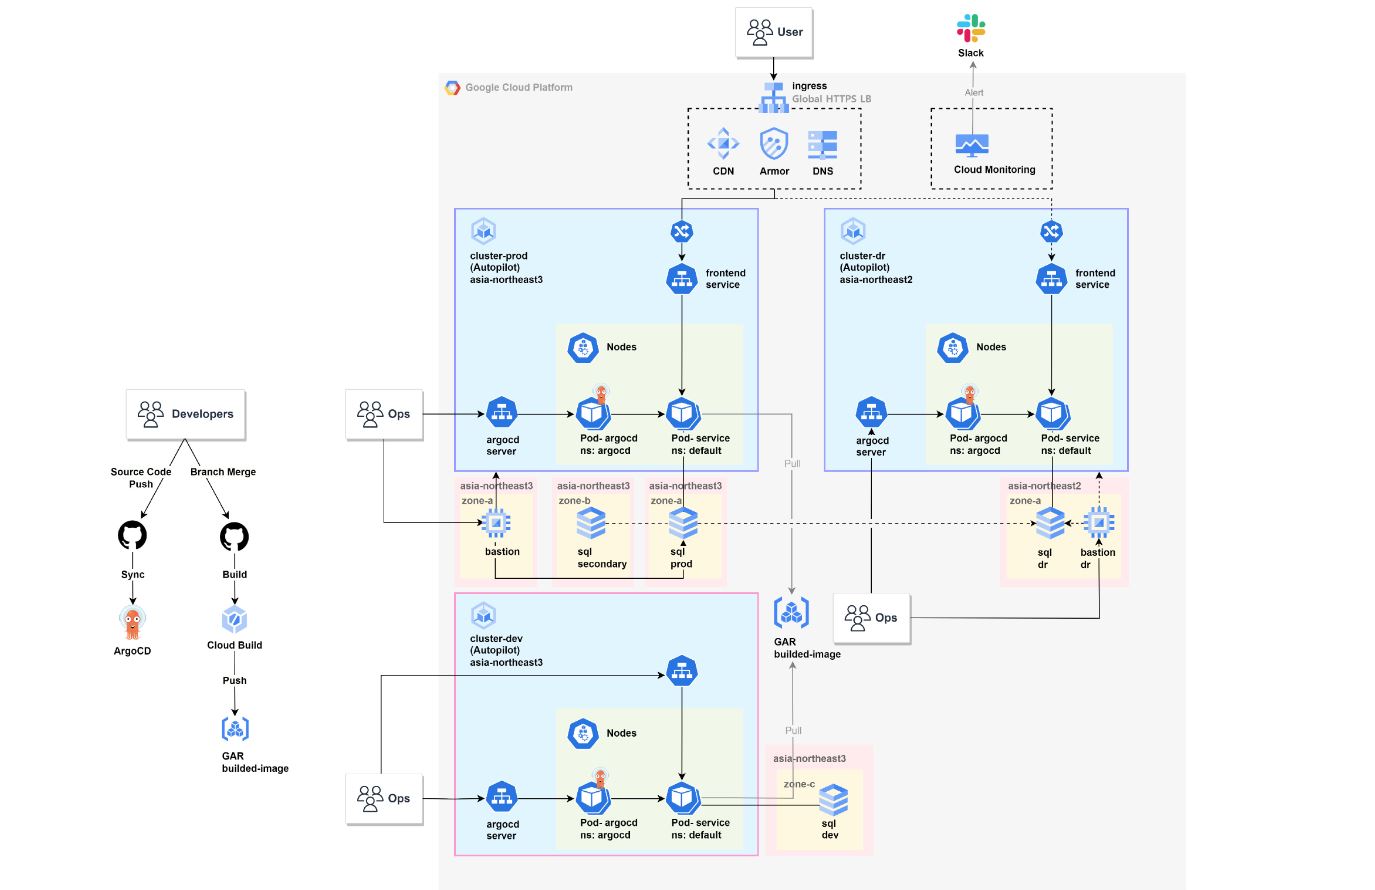 User
Slack
Google Cloud Platform
ingress
Global HTTPS LB
Alert
CDN
Armor
DNS
Cloud Monitoring
cluster-prod
(Autopilot)
asia-northeast3
frontend
service
Nodes
argocd
server
Pod- argocd
ns: argocd
Pod- service
ns: default
cluster-dr
(Autopilot)
asia-northeast2
frontend
service
Nodes
argocd
server
Pod- argocd
ns: argocd
Pod- service
ns: default
Developers
Source Code
Push
Branch Merge
Sync
Build
ArgoCD
Cloud Build
Push
GAR
builded-image
Ops
Pull
asia-northeast3
zone-a
bastion
asia-northeast3
zone-b
sql
secondary
asia-northeast3
zone-a
sql
prod
asia-northeast2
zone-a
sql
dr
bastion
dr
GAR
builded-image
Ops
cluster-dev
(Autopilot)
asia-northeast3
Nodes
Ops
argocd
server
Pod- argocd
ns: argocd
Pod- service
ns: default
Pull
asia-northeast3
zone-c
sql
dev